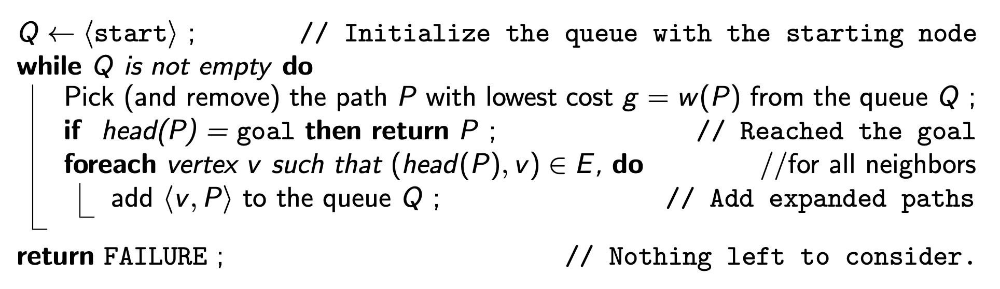 Q ← ⟨start⟩ ; // Initialize the queue with the starting node
while Q is not empty do
Pick (and remove) the path P with lowest cost g = w(P) from the queue Q ;
if head(P) = goal then return P ; // Reached the goal
foreach vertex v such that (head(P), v) ∈ E, do //for all neighbors
add ⟨v, P⟩ to the queue Q ; // Add expanded paths
return FAILURE ; // Nothing left to consider.